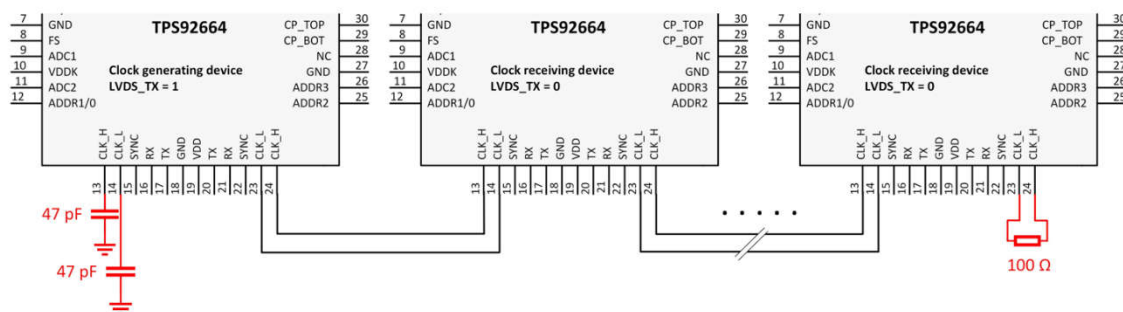 7 GND TPS92664 CP_TOP 30
8 FS CP_BOT 29
9 ADC1 NC 28
10 VDDK Clock generating device GND 27
11 ADC2 LVDS_TX = 1 ADDR3 26
12 ADDR1/0 ADDR2 25
CLK_H CLK_L SYNC RX TX GND VDD TX RX SYNC CLK_L CLK_H
13 14 15 16 17 18 19 20 21 22 23 24
47 pF
47 pF
7 GND TPS92664 CP_TOP 30
8 FS CP_BOT 29
9 ADC1 NC 28
10 VDDK Clock receiving device GND 27
11 ADC2 LVDS_TX = 0 ADDR3 26
12 ADDR1/0 ADDR2 25
CLK_H CLK_L SYNC RX TX GND VDD TX RX SYNC CLK_L CLK_H
13 14 15 16 17 18 19 20 21 22 23 24
7 GND TPS92664 CP_TOP 30
8 FS CP_BOT 29
9 ADC1 NC 28
10 VDDK Clock receiving device GND 27
11 ADC2 LVDS_TX = 0 ADDR3 26
12 ADDR1/0 ADDR2 25
CLK_H CLK_L SYNC RX TX GND VDD TX RX SYNC CLK_L CLK_H
13 14 15 16 17 18 19 20 21 22 23 24
100 Ω